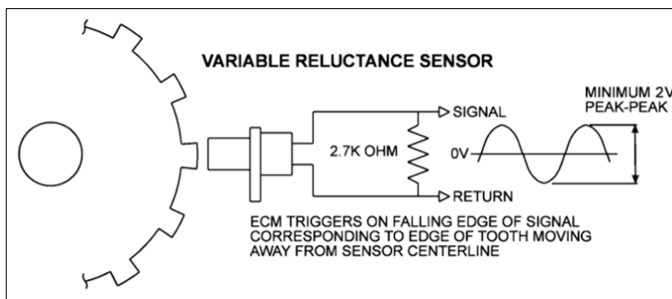 VARIABLE RELUCTANCE SENSOR
MINIMUM 2V
PEAK-PEAK
SIGNAL
2.7K OHM
0V
RETURN
ECM TRIGGERS ON FALLING EDGE OF SIGNAL
CORRESPONDING TO EDGE OF TOOTH MOVING
AWAY FROM SENSOR CENTERLINE